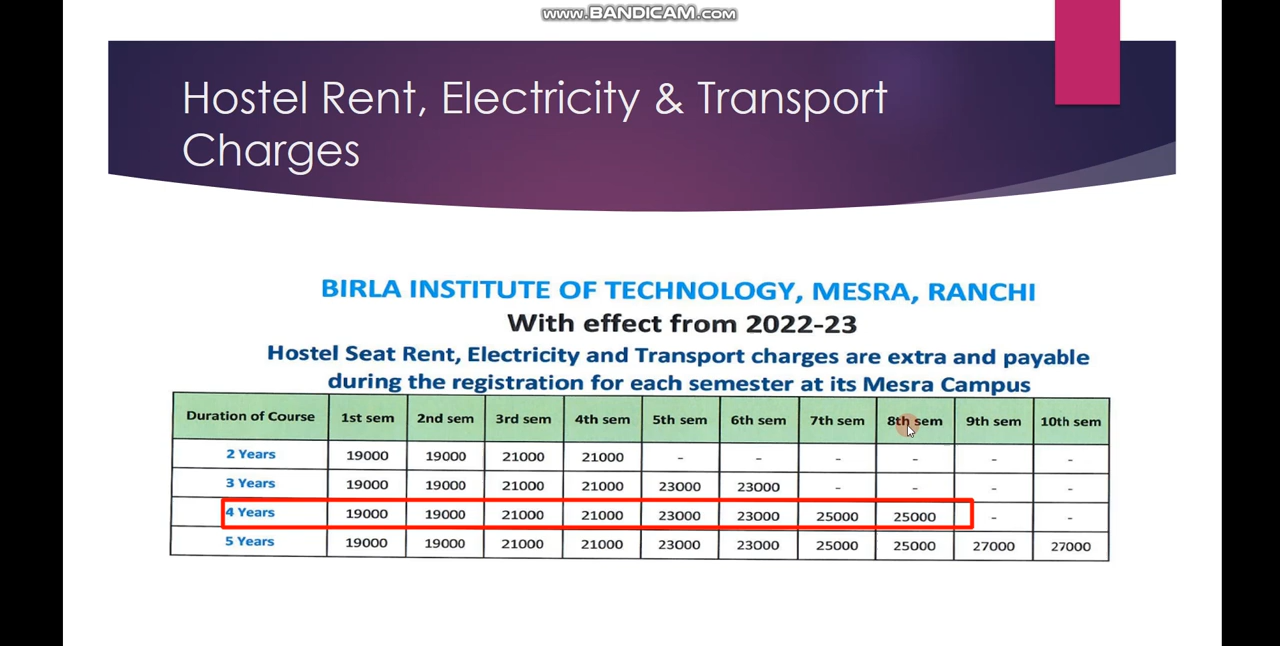 www.BANDICAM.com
Hostel Rent, Electricity & Transport
Charges
BIRLA INSTITUTE OF TECHNOLOGY, MESRA, RANCHI
With effect from 2022-23
Hostel Seat Rent, Electricity and Transport charges are extra and payable
during the registration for each semester at its Mesra Campus
Duration of Course 1st sem 2nd sem 3rd sem 4th sem 5th sem 6th sem 7th sem 8th sem 9th sem 10th sem
2 Years 19000 19000 21000 21000 - - - - - -
3 Years 19000 19000 21000 21000 23000 23000 - - - -
4 Years 19000 19000 21000 21000 23000 23000 25000 25000 - -
5 Years 19000 19000 21000 21000 23000 23000 25000 25000 27000 27000